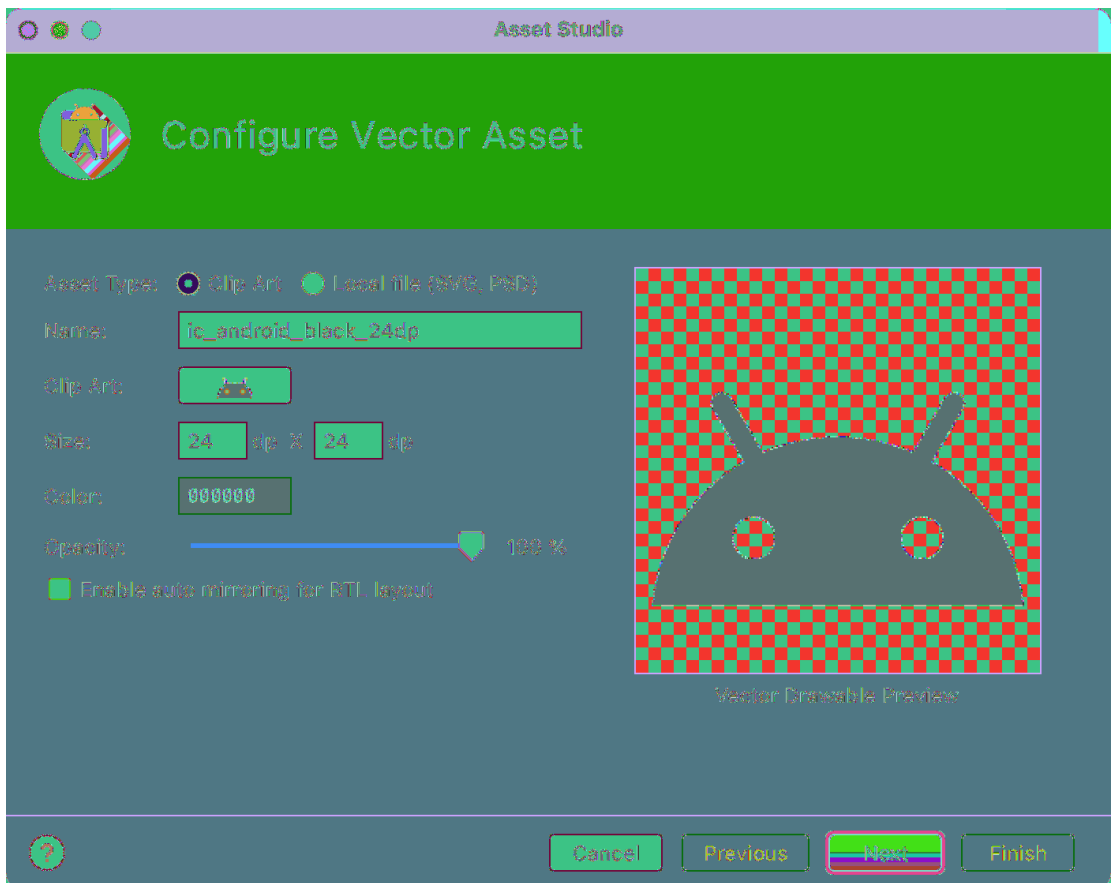 Asset Studio
Configure Vector Asset
Asset Type: Clip Art Local file (SVG, PSD)
Name: ic_android_black_24dp
Clip Art:
Size: 24 dp X 24 dp
Color: 000000
Opacity: 100 %
Enable auto mirroring for RTL layout
Vector Drawable Preview
? Cancel Previous Next Finish